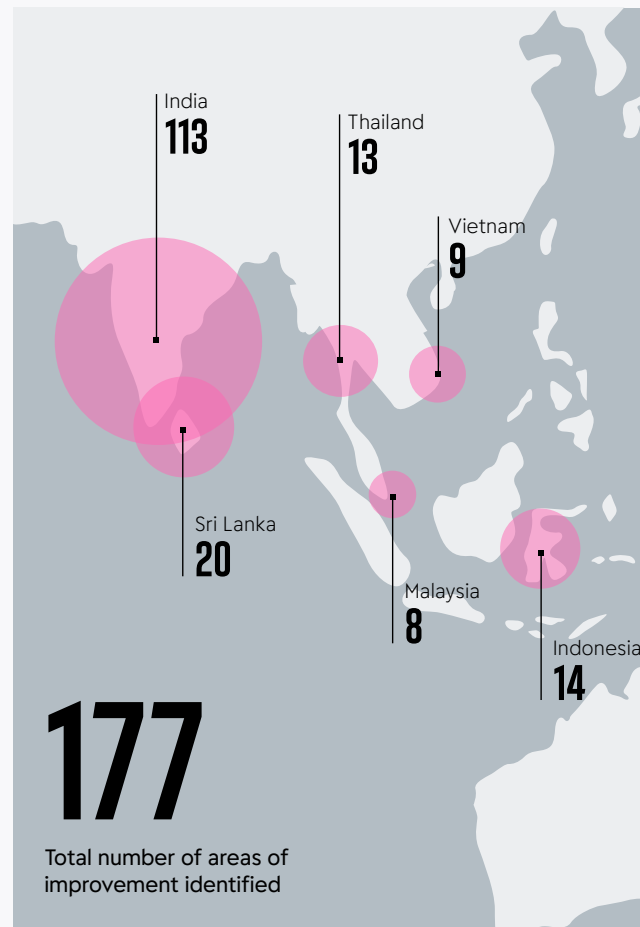 India
113
Thailand
13
Vietnam
9
Sri Lanka
20
Malaysia
8
Indonesia
14
177
Total number of areas of
improvement identified